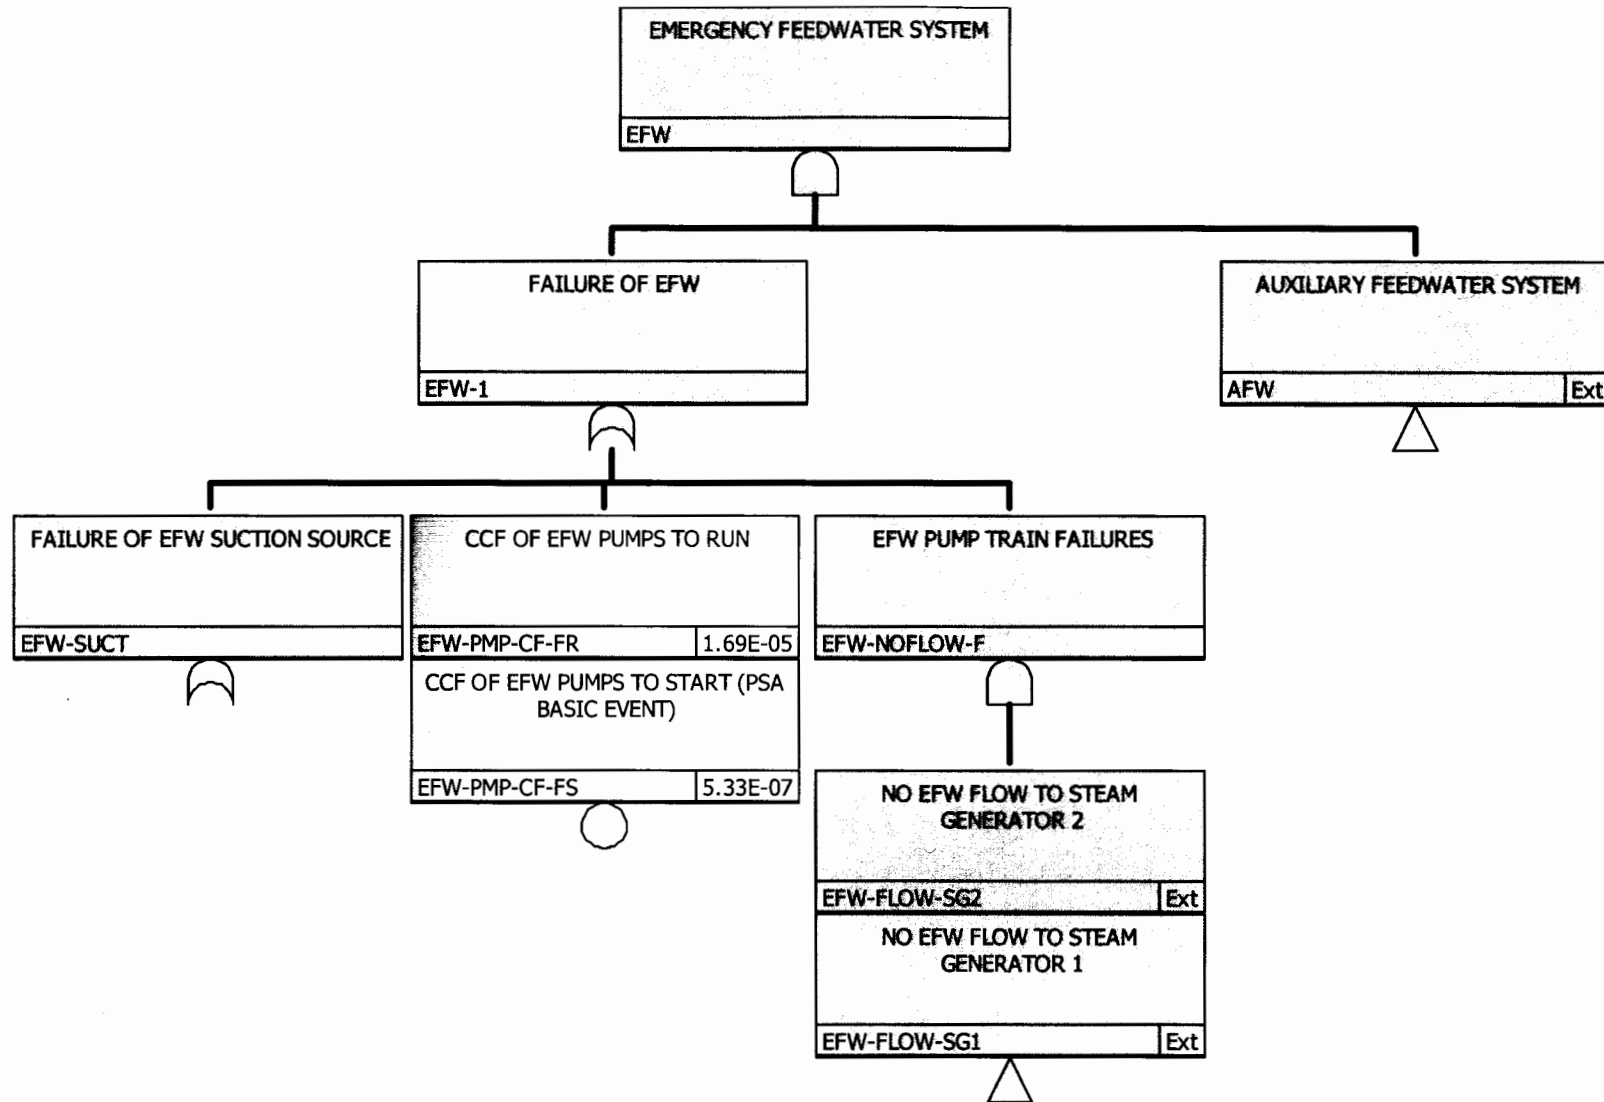 EMERGENCY FEEDWATER SYSTEM
EFW
FAILURE OF EFW
EFW-1
AUXILIARY FEEDWATER SYSTEM
AFW Ext
FAILURE OF EFW SUCTION SOURCE
EFW-SUCT
CCF OF EFW PUMPS TO RUN
EFW-PMP-CF-FR 1.69E-05
CCF OF EFW PUMPS TO START (PSA
BASIC EVENT)
EFW-PMP-CF-FS 5.33E-07
EFW PUMP TRAIN FAILURES
EFW-NOFLOW-F
NO EFW FLOW TO STEAM
GENERATOR 2
EFW-FLOW-SG2 Ext
NO EFW FLOW TO STEAM
GENERATOR 1
EFW-FLOW-SG1 Ext